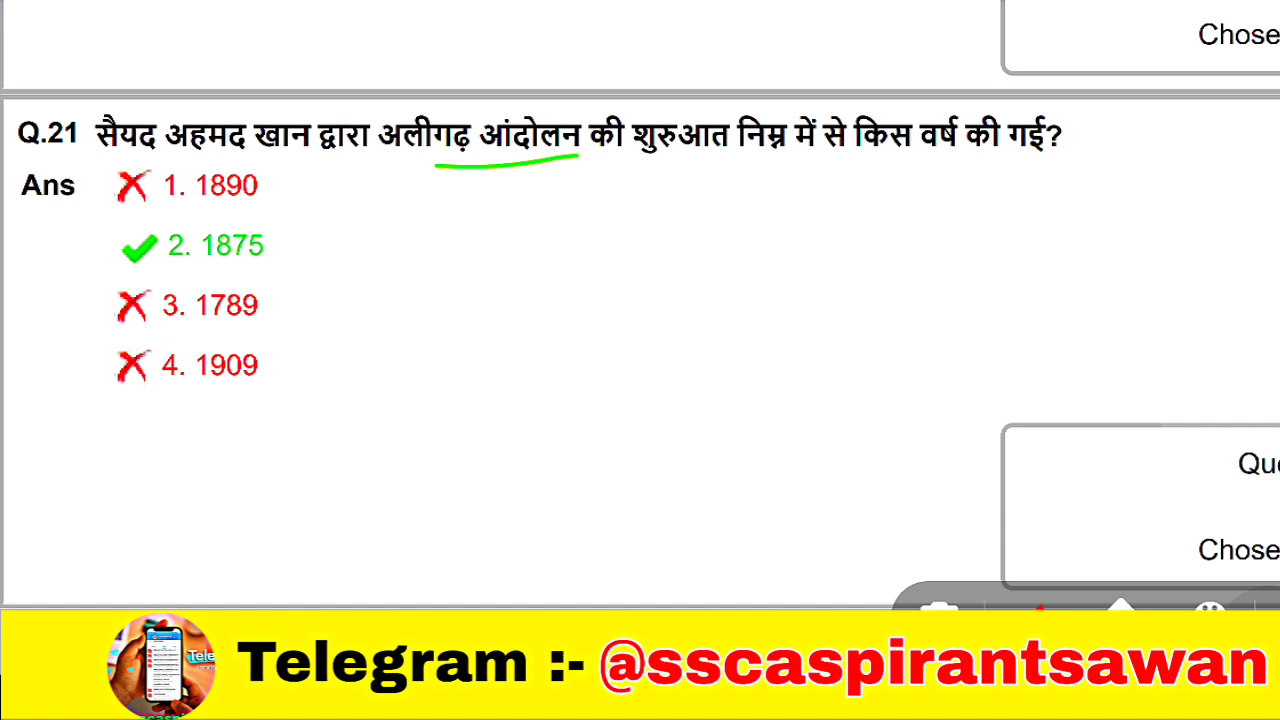 Chose
Q.21 सैयद अहमद खान द्वारा अलीगढ़ आंदोलन की शुरुआत निम्न में से किस वर्ष की गई?
Ans 1. 1890
2. 1875
3. 1789
4. 1909
Que
Chose
Telegram :- @sscaspirantsawan
Tele